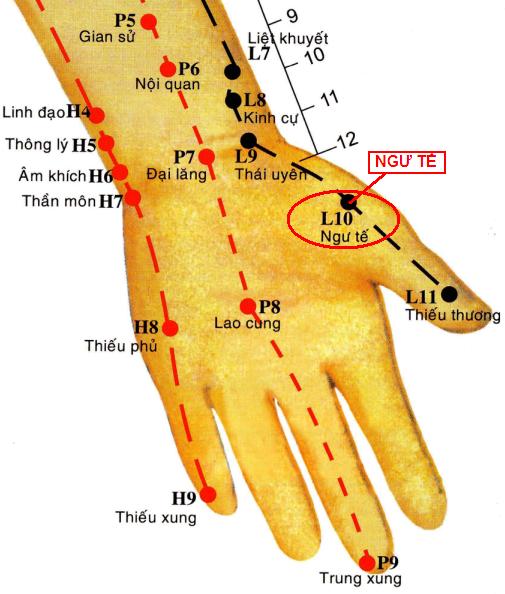 P5
Gian sử
9
Liệt khuyết
L7
10
P6
Nội quan
L8
Kinh cự
11
Linh đạo H4
Thông lý H5
L9
Thái uyên
12
NGƯ TẾ
P7
Đại lăng
Âm khích H6
Thần môn H7
L10
Ngư tế
L11
Thiếu thương
P8
Lao cung
H8
Thiếu phủ
H9
Thiếu xung
P9
Trung xung